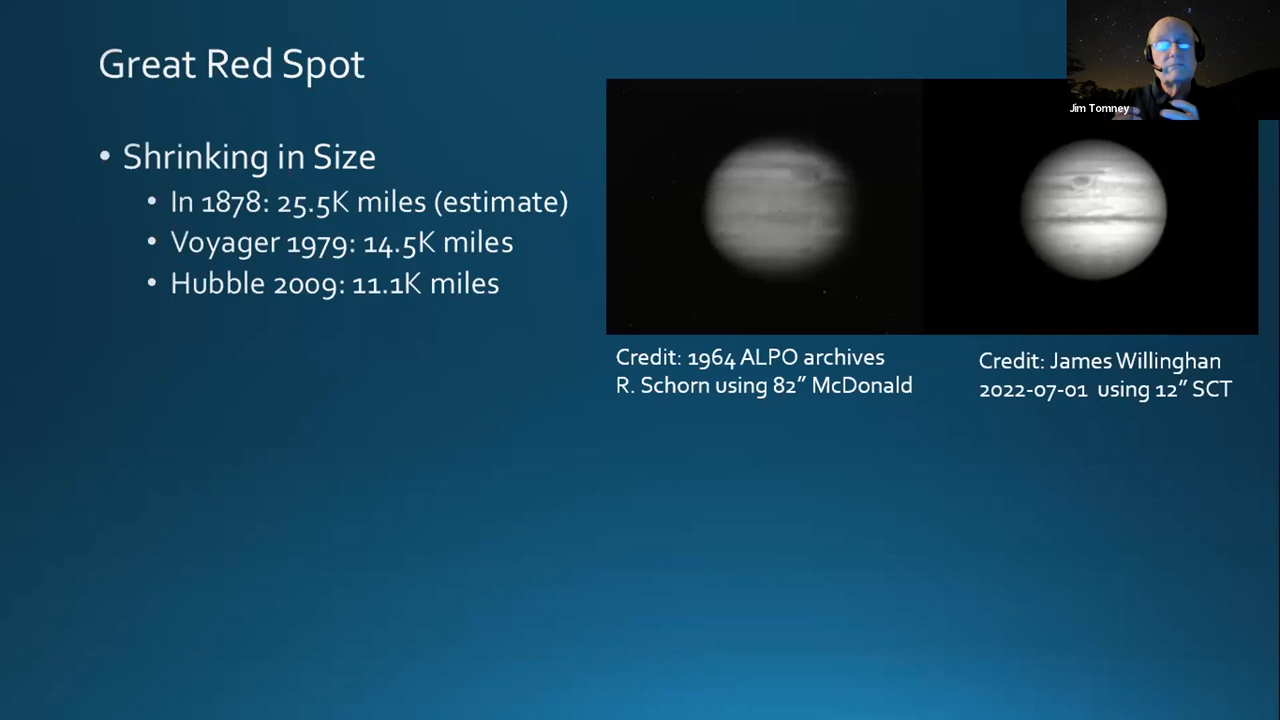 Great Red Spot
• Shrinking in Size
• In 1878: 25.5K miles (estimate)
• Voyager 1979: 14.5K miles
• Hubble 2009: 11.1K miles
Jim Tomney
Credit: 1964 ALPO archives
R. Schorn using 82” McDonald
Credit: James Willinghan
2022-07-01 using 12” SCT